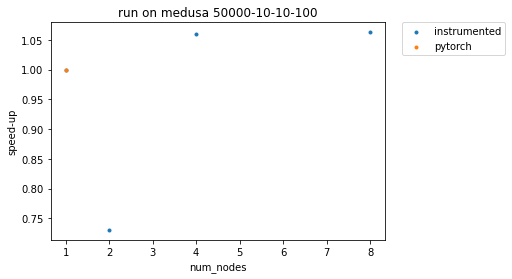 run on medusa 50000-10-10-100
instrumented
pytorch
1.05
1.00
0.95
0.90
0.85
0.80
0.75
speed-up
1 2 3 4 5 6 7 8
num_nodes